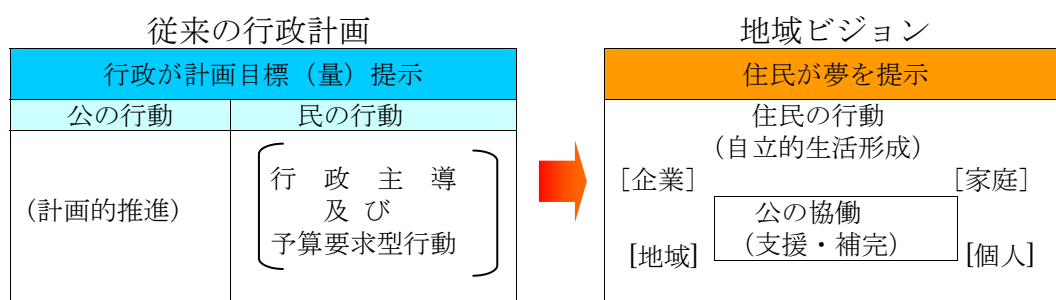 従来の行政計画
行政が計画目標（量）提示
公の行動
民の行動
(計画的推進)
行　政　主　導
及 び
予算要求型行動
地域ビジョン
住民が夢を提示
住民の行動
（自立的生活形成）
[企業]
[家庭]
公の協働
（支援・補完）
[地域]
[個人]